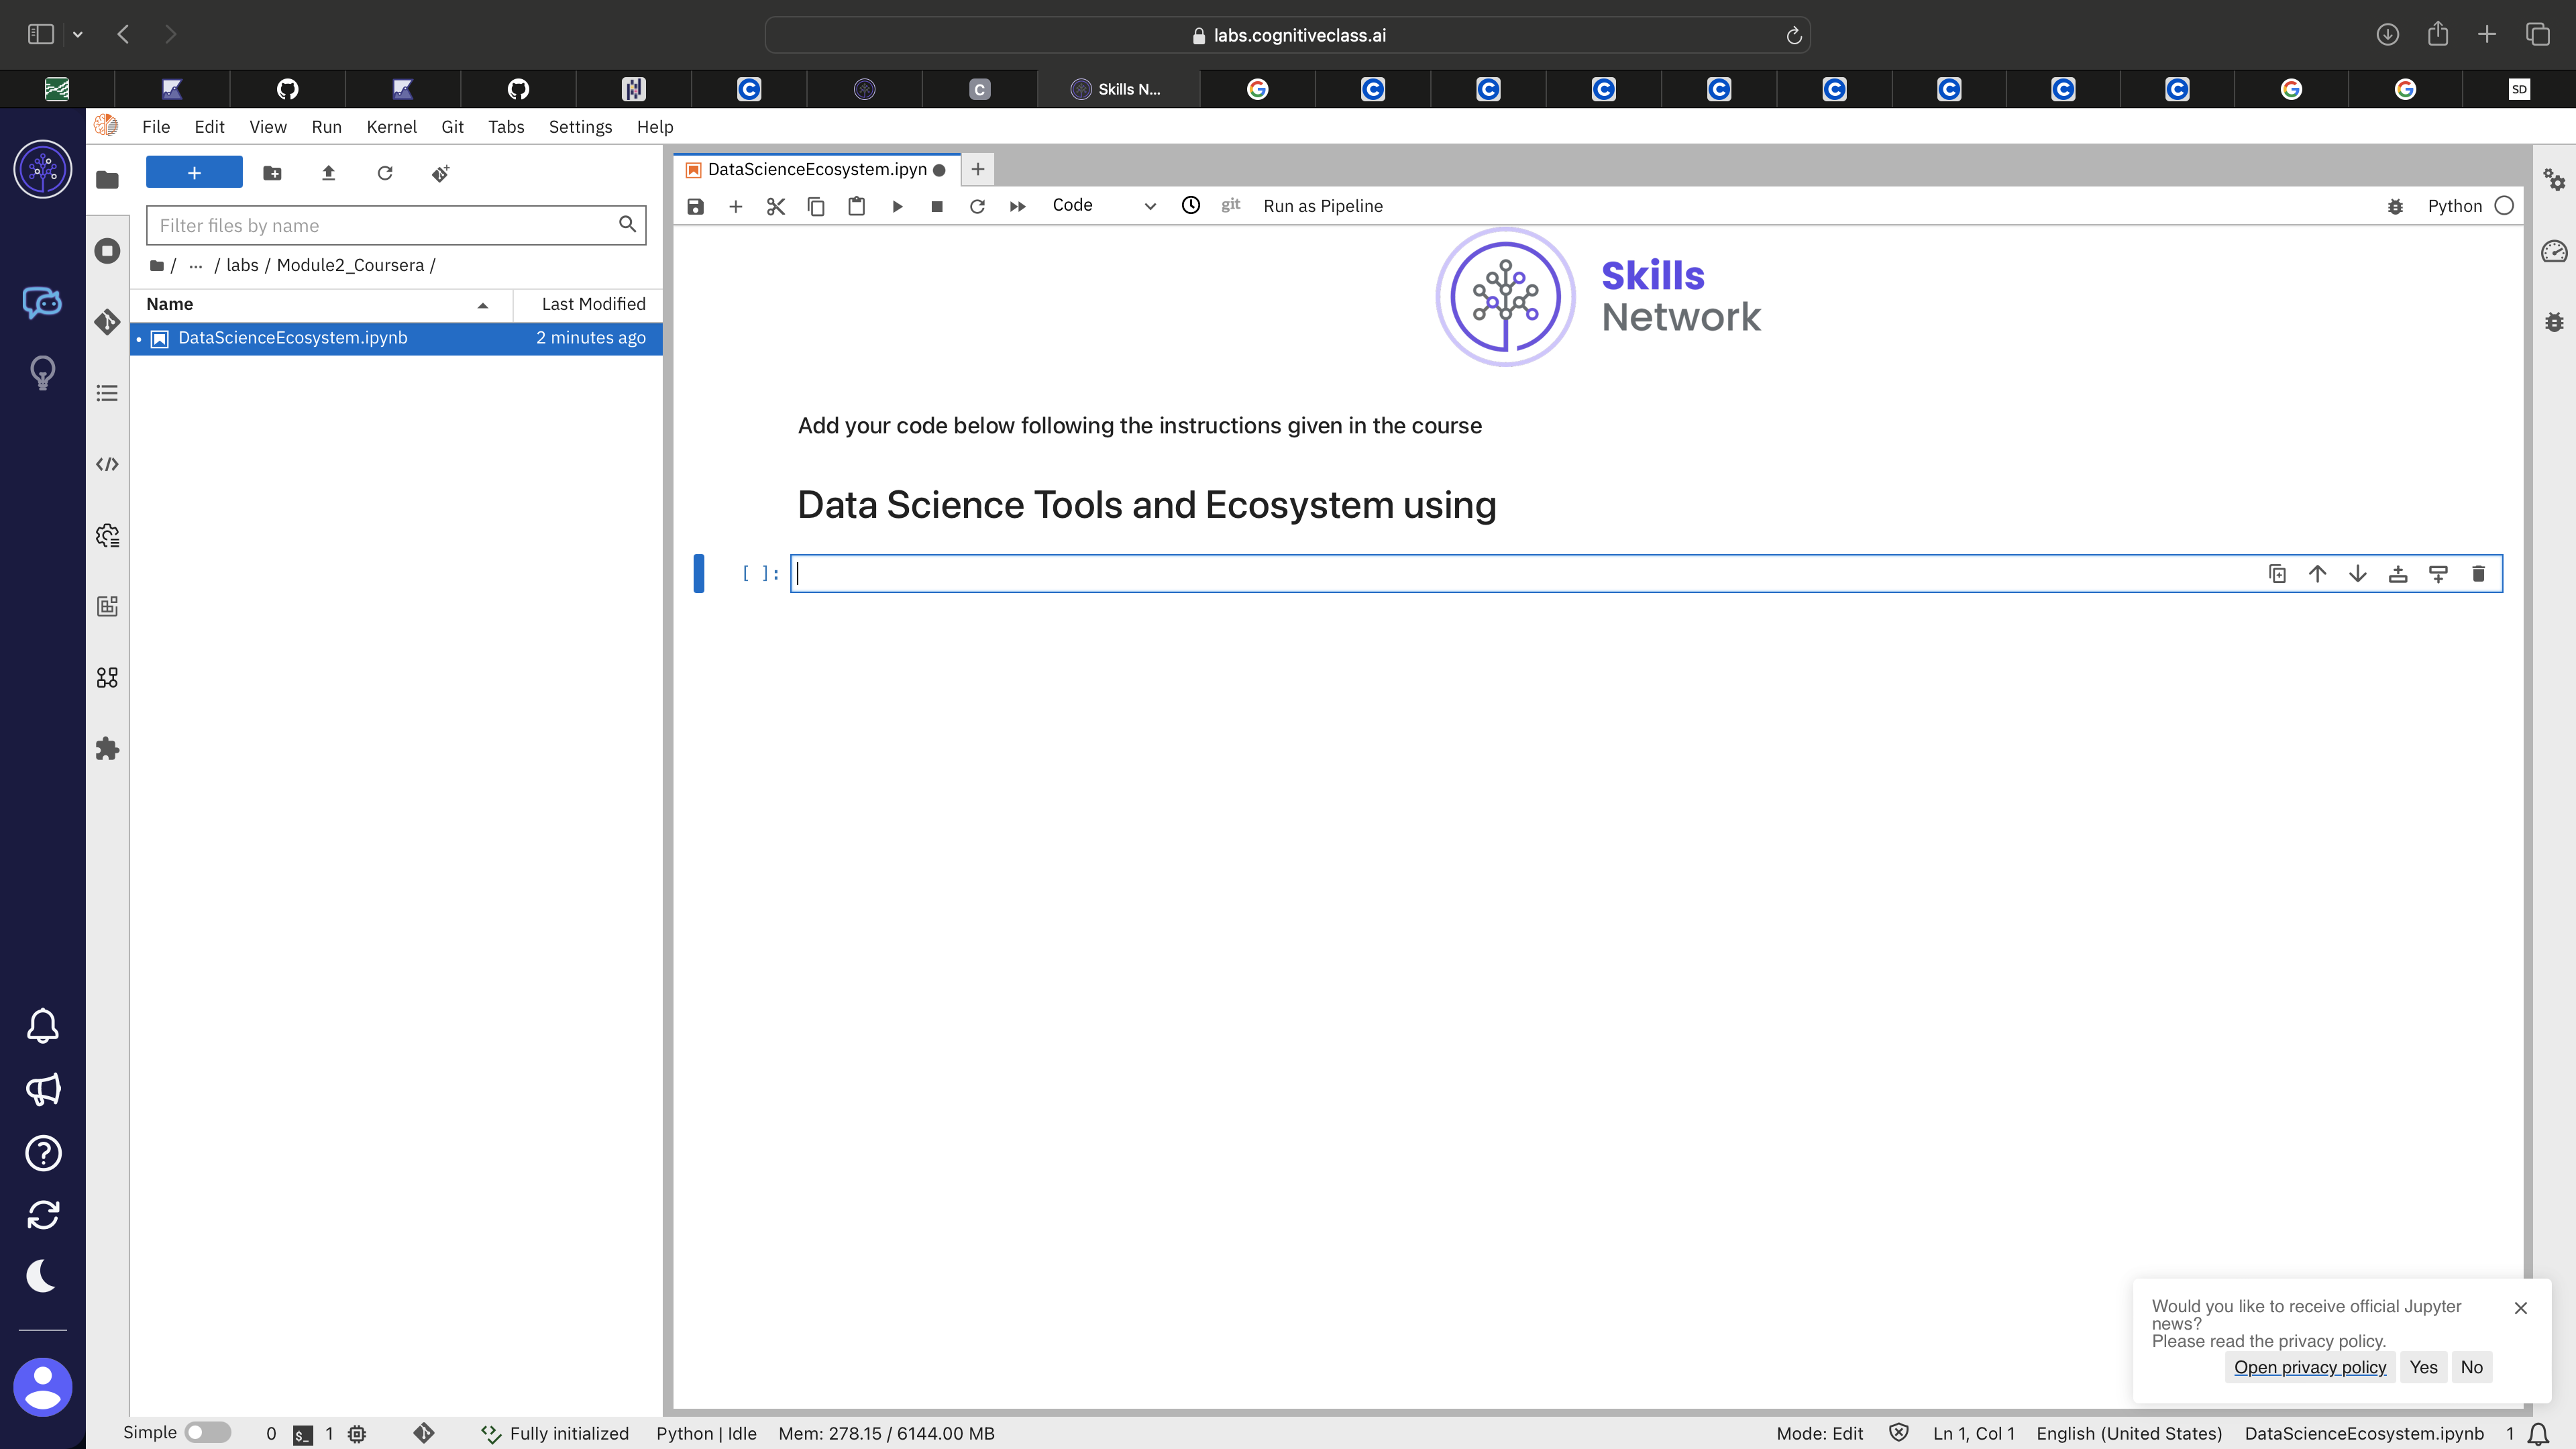 labs.cognitiveclass.ai
C
C
Skills N...
G
C
C
C
C
C
C
C
C
G
G
SD
File Edit View Run Kernel Git Tabs Settings Help
DataScienceEcosystem.ipyn
Code
git
Run as Pipeline
Python
Filter files by name
/ ... / labs / Module2_Coursera /
Name Last Modified
DataScienceEcosystem.ipynb 2 minutes ago
Skills
Network
Add your code below following the instructions given in the course
Data Science Tools and Ecosystem using
[ ]:
Would you like to receive official Jupyter
news?
Please read the privacy policy.
Open privacy policy Yes No
Simple 0 $_ 1 Fully initialized Python | Idle Mem: 278.15 / 6144.00 MB Mode: Edit Ln 1, Col 1 English (United States) DataScienceEcosystem.ipynb 1